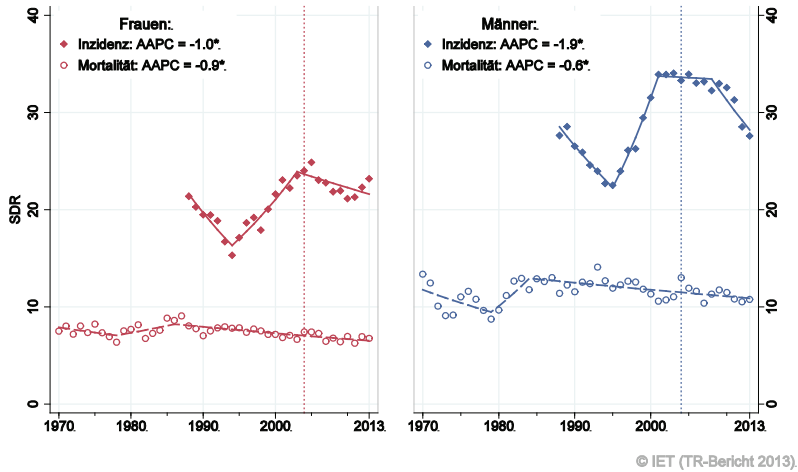 Frauen:.
Inzidenz: AAPC = -1.0*.
Mortalität: AAPC = -0.9*.
Männer:.
Inzidenz: AAPC = -1.9*.
Mortalität: AAPC = -0.6*.
SDR
40
30
20
10
0
40
30
20
10
0
1970.
1980.
1990.
2000.
2013.
1970.
1980.
1990.
2000.
2013.
© IET (TR-Bericht 2013).